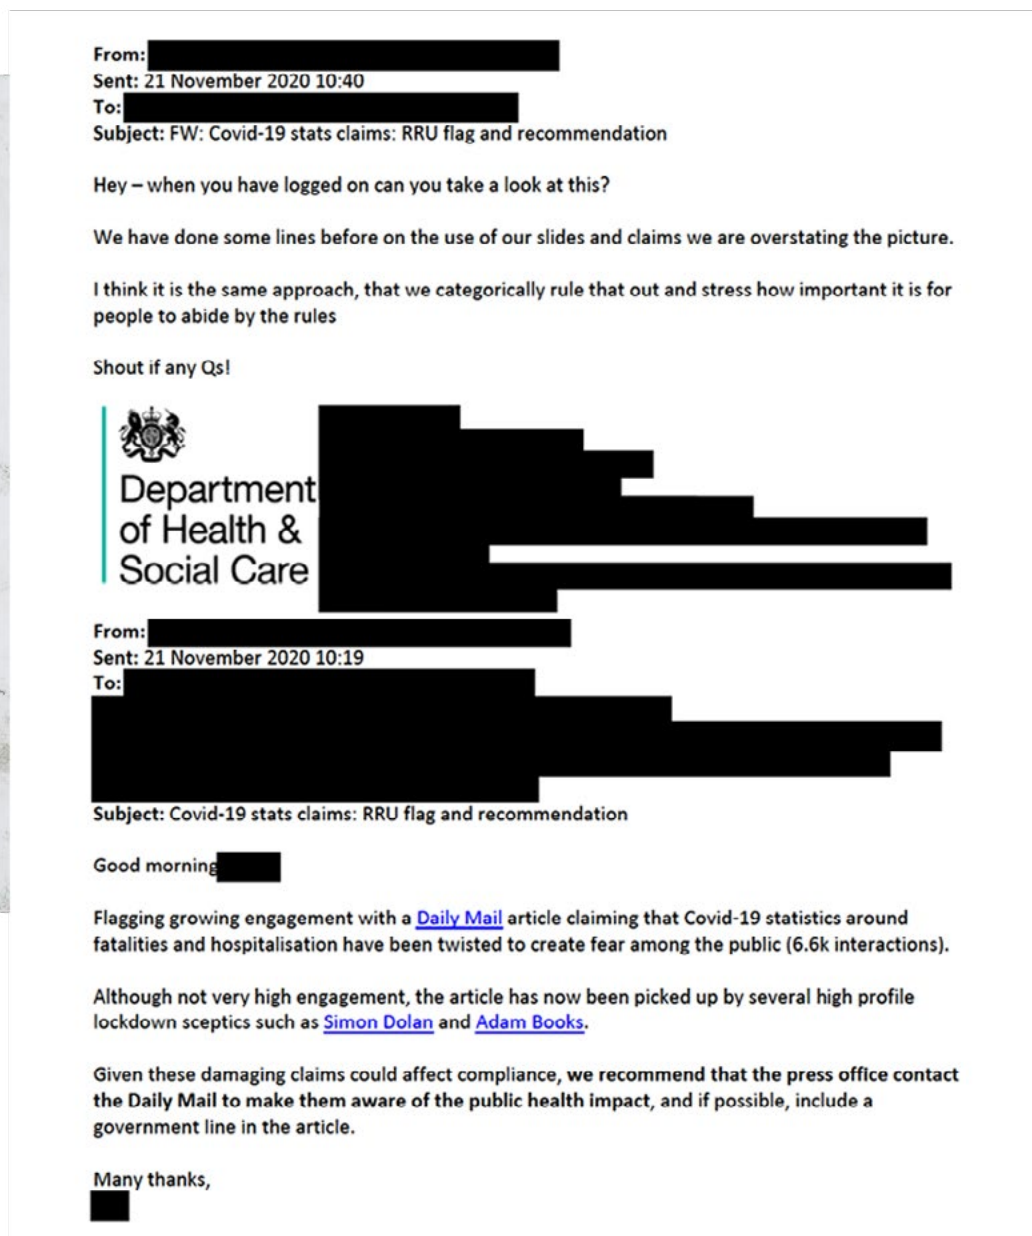 From:
Sent: 21 November 2020 10:40
To:
Subject: FW: Covid-19 stats claims: RRU flag and recommendation
Hey – when you have logged on can you take a look at this?
We have done some lines before on the use of our slides and claims we are overstating the picture.
I think it is the same approach, that we categorically rule that out and stress how important it is for
people to abide by the rules
Shout if any Qs!
Department
of Health &
Social Care
From:
Sent: 21 November 2020 10:19
To:
Subject: Covid-19 stats claims: RRU flag and recommendation
Good morning
Flagging growing engagement with a Daily Mail article claiming that Covid-19 statistics around
fatalities and hospitalisation have been twisted to create fear among the public (6.6k interactions).
Although not very high engagement, the article has now been picked up by several high profile
lockdown sceptics such as Simon Dolan and Adam Books.
Given these damaging claims could affect compliance, we recommend that the press office contact
the Daily Mail to make them aware of the public health impact, and if possible, include a
government line in the article.
Many thanks,